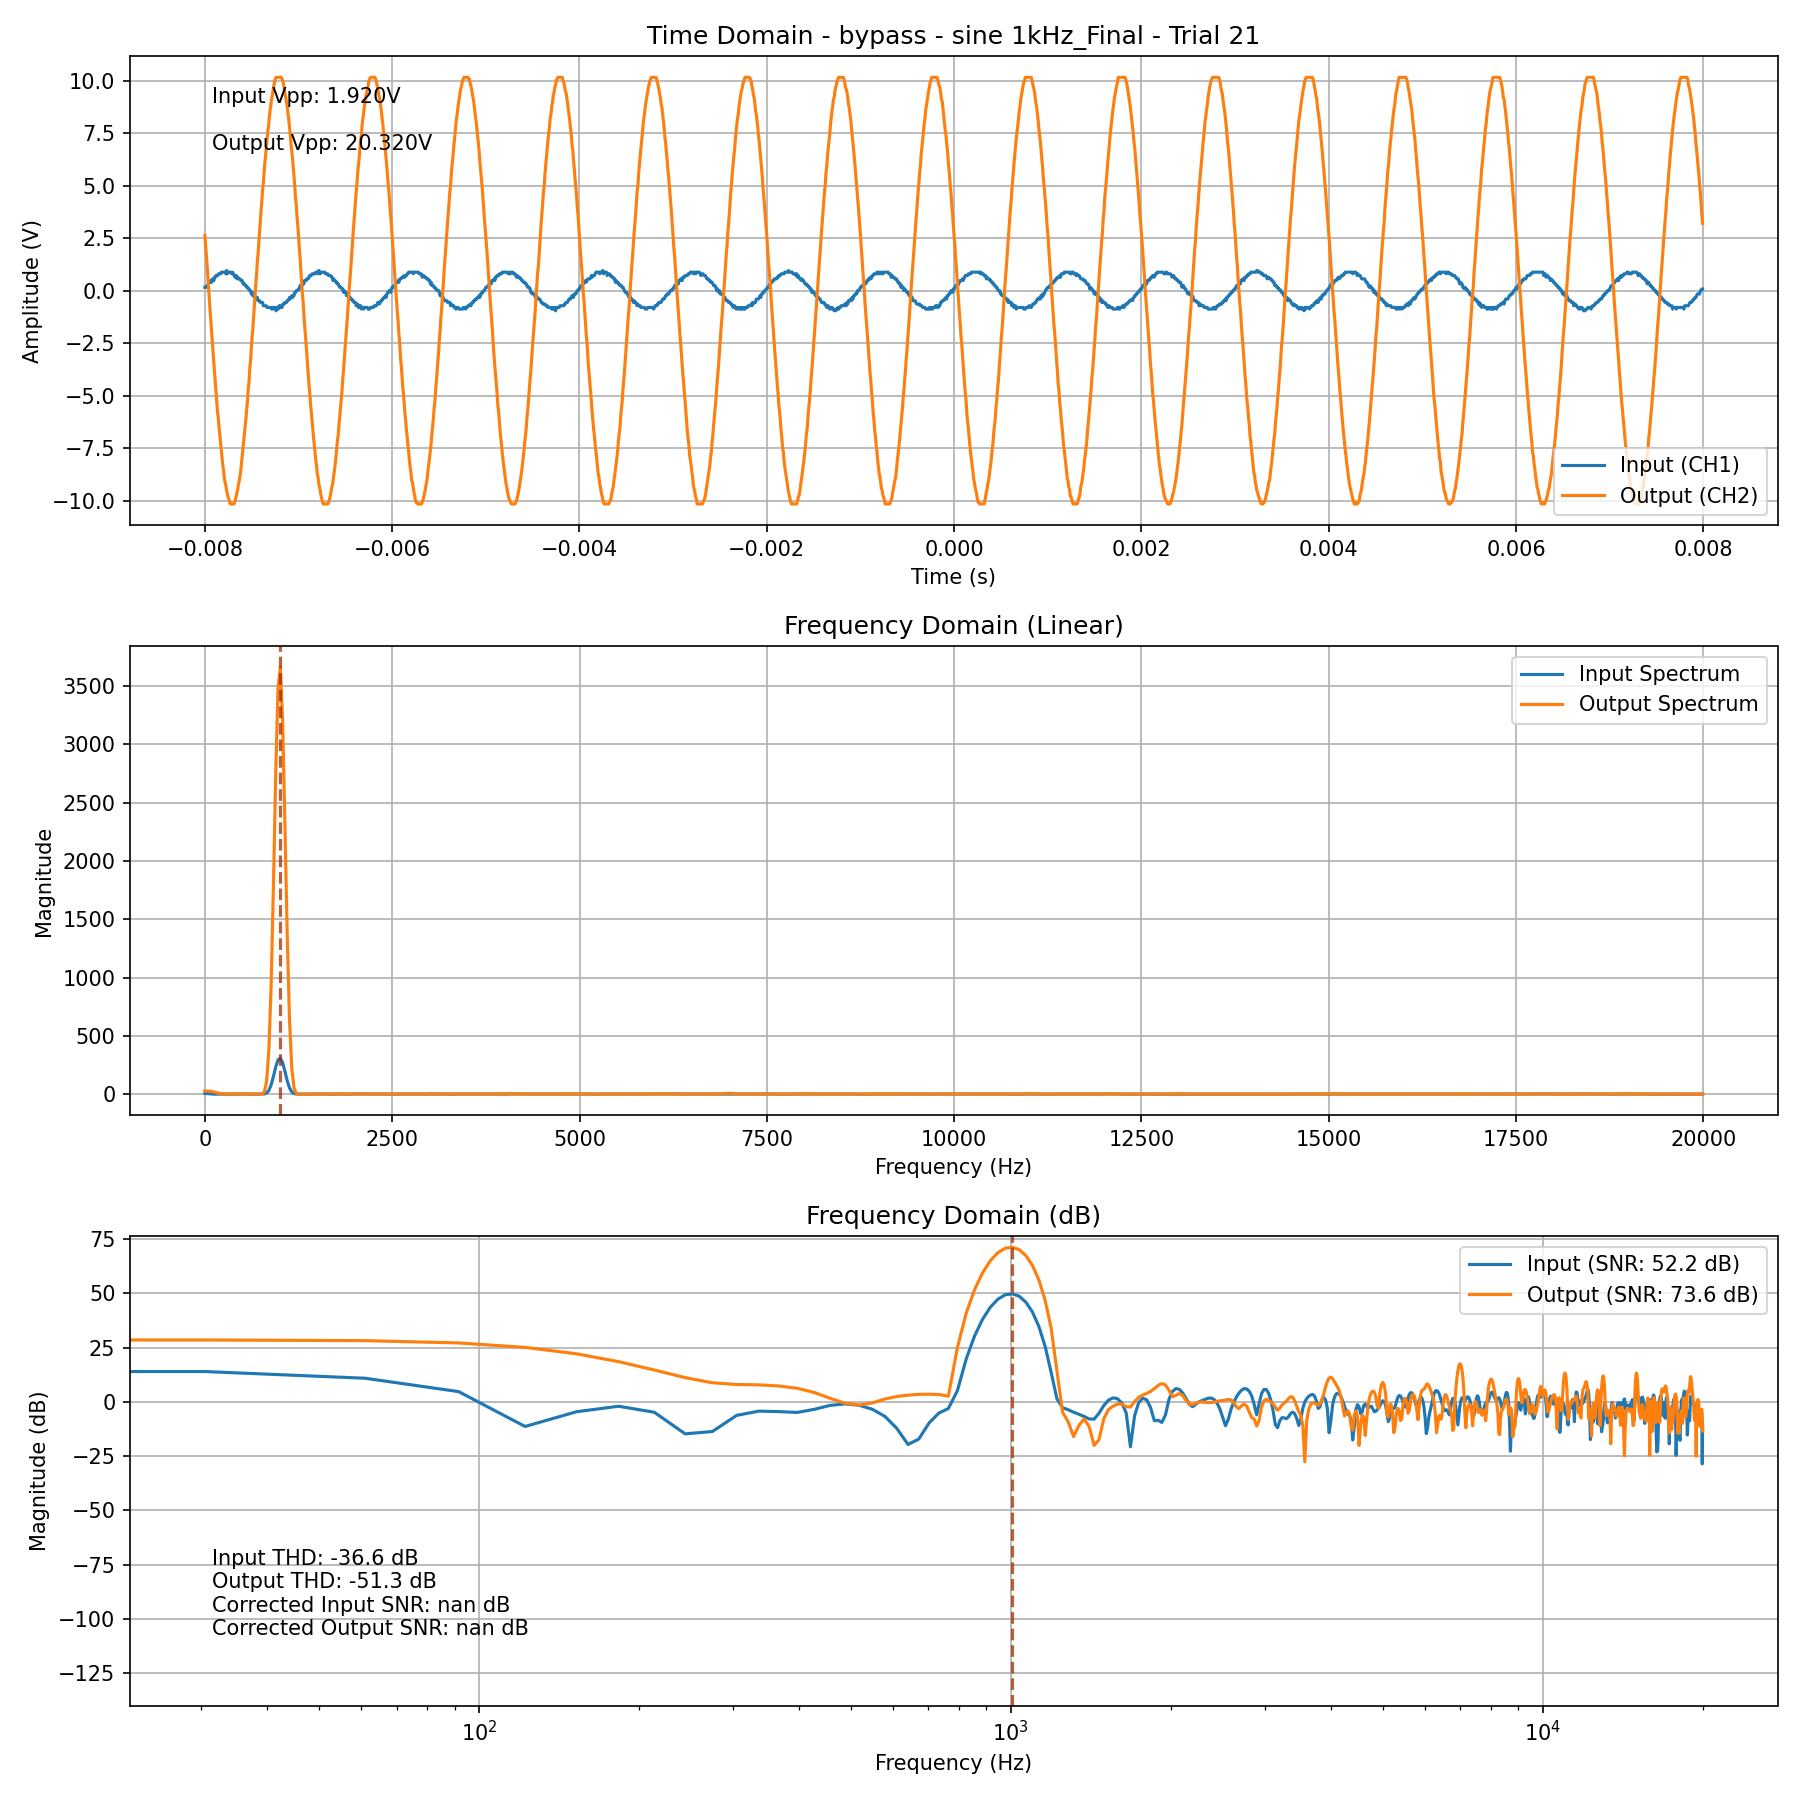 Time Domain - bypass - sine 1kHz_Final - Trial 21
Amplitude (V)
10.0
7.5
5.0
2.5
0.0
−2.5
−5.0
−7.5
−10.0
Input Vpp: 1.920V
Output Vpp: 20.320V
Input (CH1)
Output (CH2)
−0.008 −0.006 −0.004 −0.002 0.000 0.002 0.004 0.006 0.008
Time (s)
Frequency Domain (Linear)
Magnitude
3500
3000
2500
2000
1500
1000
500
0
Input Spectrum
Output Spectrum
0 2500 5000 7500 10000 12500 15000 17500 20000
Frequency (Hz)
Frequency Domain (dB)
Magnitude (dB)
75
50
25
0
−25
−50
−75
−100
−125
Input (SNR: 52.2 dB)
Output (SNR: 73.6 dB)
Input THD: -36.6 dB
Output THD: -51.3 dB
Corrected Input SNR: nan dB
Corrected Output SNR: nan dB
10² 10³ 10⁴
Frequency (Hz)